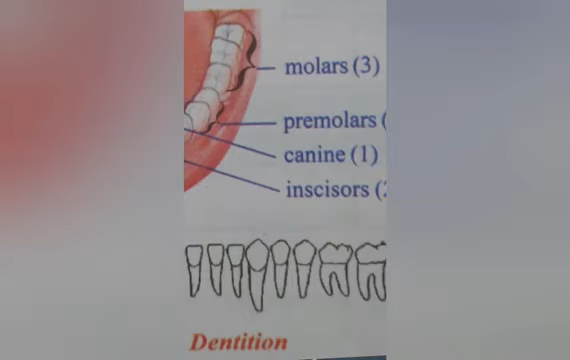 molars (3)
premolars (
canine (1)
inscisors (
Dentition